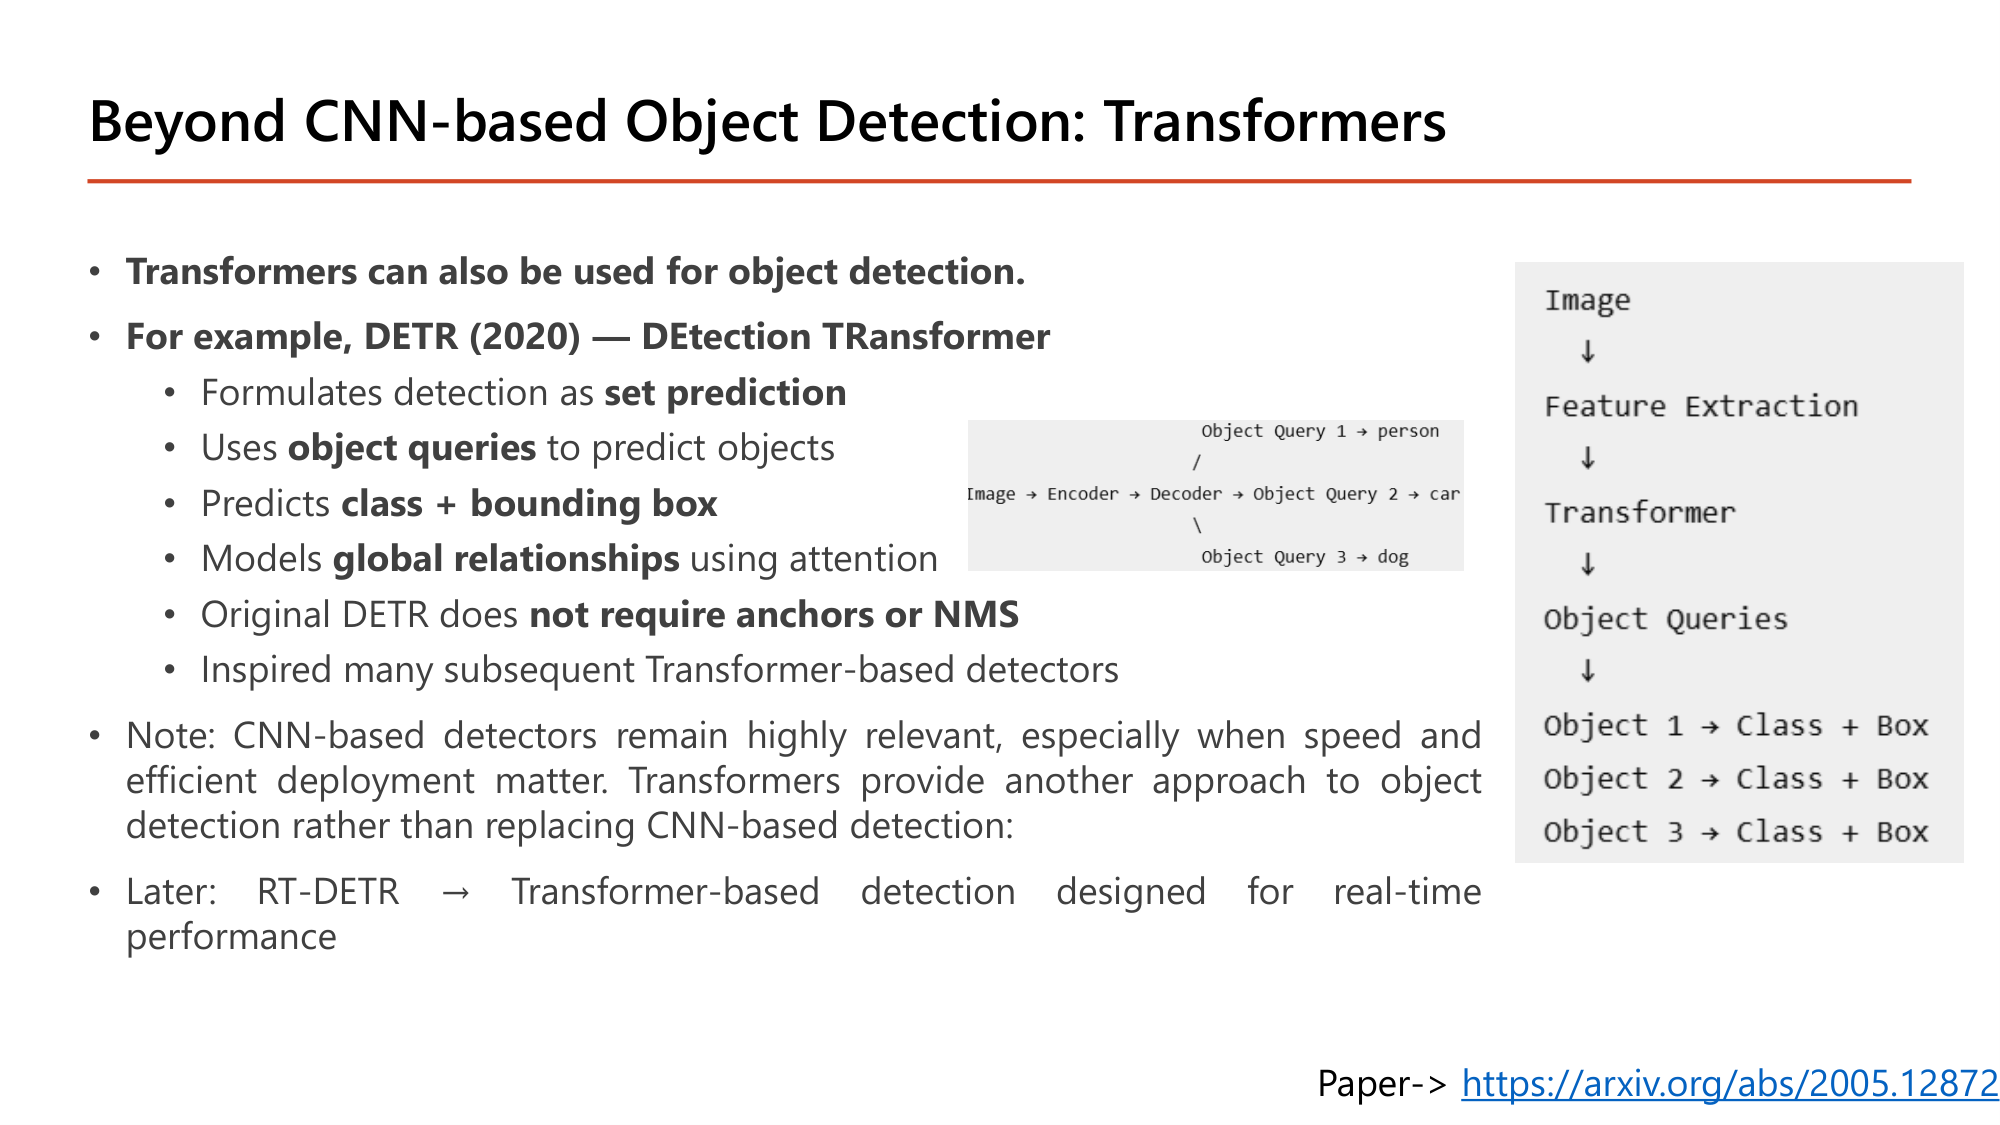 Beyond CNN-based Object Detection: Transformers
• Transformers can also be used for object detection.
• For example, DETR (2020) — DEtection TRansformer
• Formulates detection as set prediction
• Uses object queries to predict objects
• Predicts class + bounding box
• Models global relationships using attention
• Original DETR does not require anchors or NMS
• Inspired many subsequent Transformer-based detectors
• Note: CNN-based detectors remain highly relevant, especially when speed and
efficient deployment matter. Transformers provide another approach to object
detection rather than replacing CNN-based detection:
• Later: RT-DETR → Transformer-based detection designed for real-time
performance
Object Query 1 → person
/
Image → Encoder → Decoder → Object Query 2 → car
\
Object Query 3 → dog
Image
↓
Feature Extraction
↓
Transformer
↓
Object Queries
↓
Object 1 → Class + Box
Object 2 → Class + Box
Object 3 → Class + Box
Paper-> https://arxiv.org/abs/2005.12872